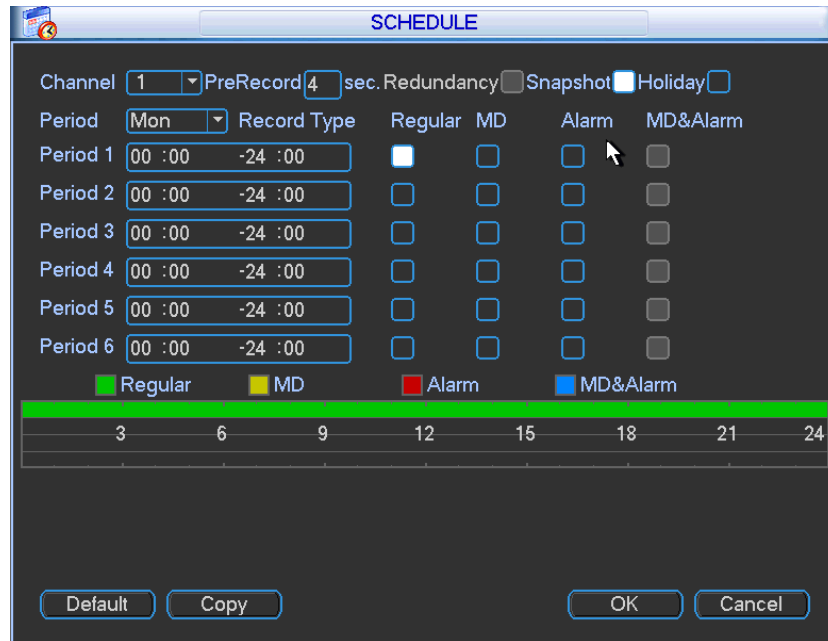 SCHEDULE
Channel 1 PreRecord 4 sec. Redundancy Snapshot Holiday
Period Mon Record Type Regular MD Alarm MD&Alarm
Period 1 00 :00 -24 :00
Period 2 00 :00 -24 :00
Period 3 00 :00 -24 :00
Period 4 00 :00 -24 :00
Period 5 00 :00 -24 :00
Period 6 00 :00 -24 :00
Regular MD Alarm MD&Alarm
3 6 9 12 15 18 21 24
Default Copy OK Cancel